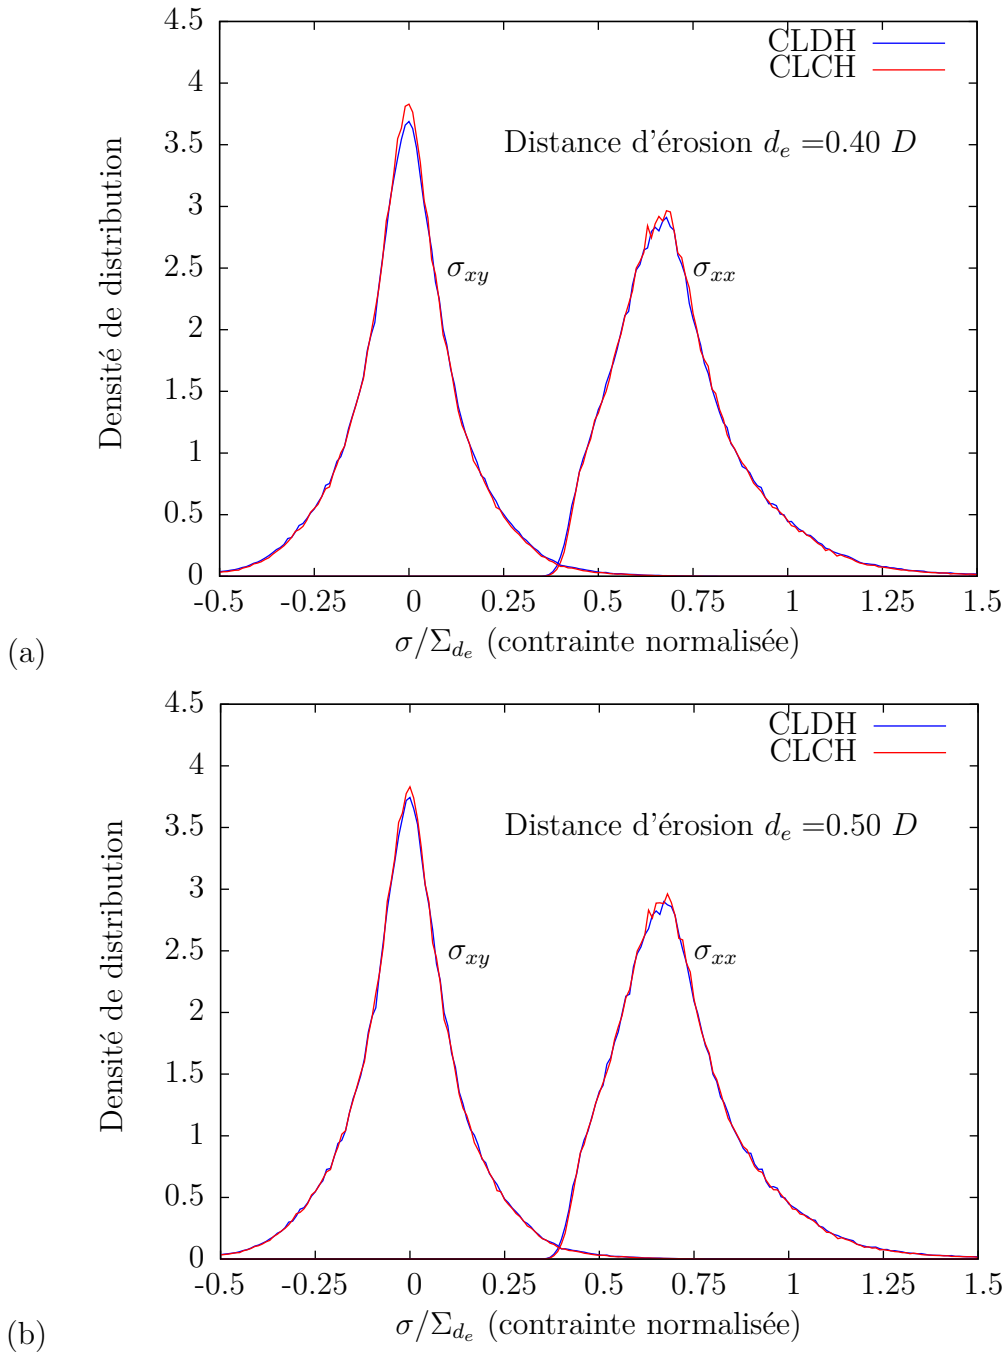 4.5
4
3.5
3
2.5
2
1.5
1
0.5
0
Densité de distribution
CLDH
CLCH
Distance d'érosion d_e =0.40 D
σ_xy
σ_xx
-0.5 -0.25 0 0.25 0.5 0.75 1 1.25 1.5
σ/Σ_{d_e} (contrainte normalisée)
(a)
4.5
4
3.5
3
2.5
2
1.5
1
0.5
0
Densité de distribution
CLDH
CLCH
Distance d'érosion d_e =0.50 D
σ_xy
σ_xx
-0.5 -0.25 0 0.25 0.5 0.75 1 1.25 1.5
σ/Σ_{d_e} (contrainte normalisée)
(b)